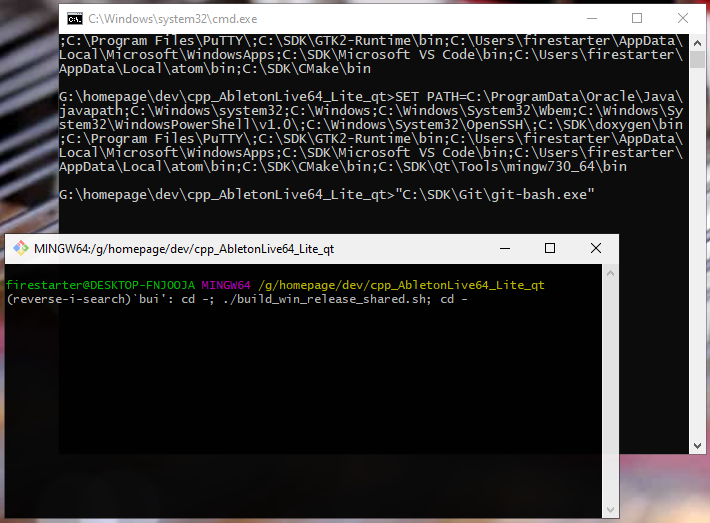 C:\Windows\system32\cmd.exe
;C:\Program Files\PuTTY\;C:\SDK\GTK2-Runtime\bin;C:\Users\firestarter\AppData\
Local\Microsoft\WindowsApps;C:\SDK\Microsoft VS Code\bin;C:\Users\firestarter\
AppData\Local\atom\bin;C:\SDK\CMake\bin
G:\homepage\dev\cpp_AbletonLive64_Lite_qt>SET PATH=C:\ProgramData\Oracle\Java\
javapath;C:\Windows\system32;C:\Windows;C:\Windows\System32\Wbem;C:\Windows\Sy
stem32\WindowsPowerShell\v1.0\;C:\Windows\System32\OpenSSH\;C:\SDK\doxygen\bin
;C:\Program Files\PuTTY\;C:\SDK\GTK2-Runtime\bin;C:\Users\firestarter\AppData\
Local\Microsoft\WindowsApps;C:\SDK\Microsoft VS Code\bin;C:\Users\firestarter\
AppData\Local\atom\bin;C:\SDK\CMake\bin;C:\SDK\Qt\Tools\mingw730_64\bin
G:\homepage\dev\cpp_AbletonLive64_Lite_qt>"C:\SDK\Git\git-bash.exe"
MINGW64:/g/homepage/dev/cpp_AbletonLive64_Lite_qt
firestarter@DESKTOP-FNJOOJA MINGW64 /g/homepage/dev/cpp_AbletonLive64_Lite_qt
(reverse-i-search)`bui': cd -; ./build_win_release_shared.sh; cd -